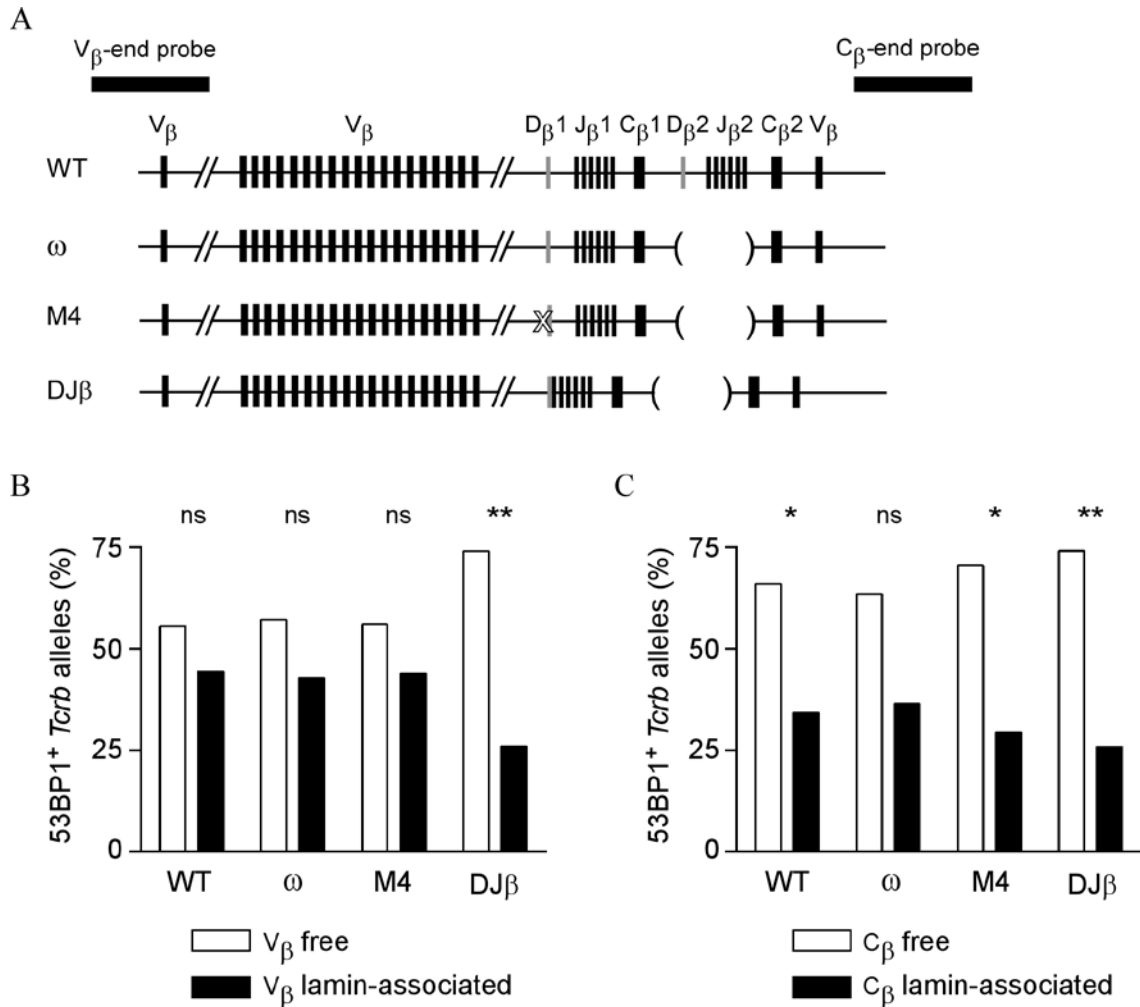 A
Vβ-end probe
Cβ-end probe
Vβ Vβ Dβ1 Jβ1 Cβ1 Dβ2 Jβ2 Cβ2 Vβ
WT
ω
M4
X
DJβ
B
ns ns ns **
75
50
25
0
53BP1+ Tcrb alleles (%)
WT ω M4 DJβ
Vβ free
Vβ lamin-associated
C
* ns * **
75
50
25
0
53BP1+ Tcrb alleles (%)
WT ω M4 DJβ
Cβ free
Cβ lamin-associated